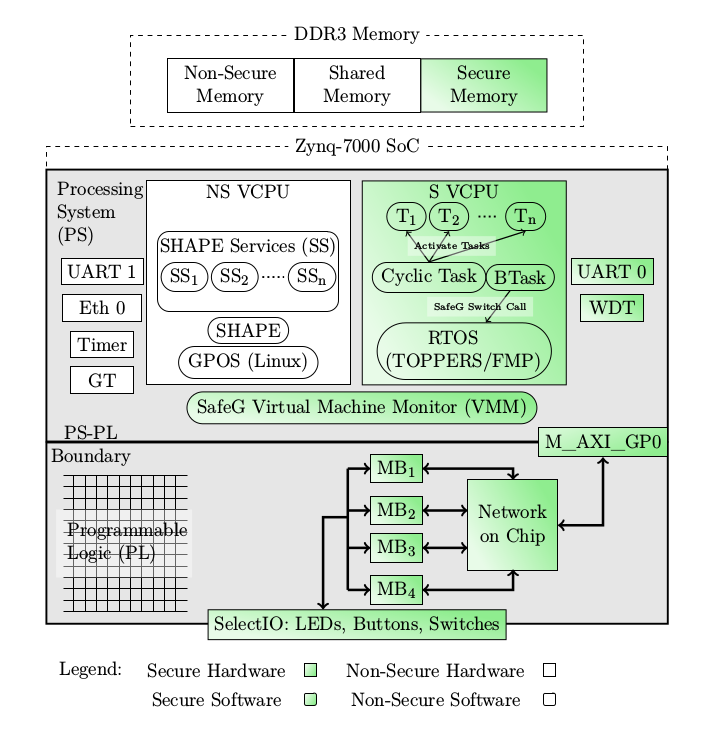 DDR3 Memory
Non-Secure
Memory
Shared
Memory
Secure
Memory
Zynq-7000 SoC
Processing
System
(PS)
UART 1
Eth 0
Timer
GT
NS VCPU
SHAPE Services (SS)
SS1 SS2 ..... SSn
SHAPE
GPOS (Linux)
S VCPU
T1 T2 .... Tn
Activate Tasks
Cyclic Task BTask
SafeG Switch Call
RTOS
(TOPPERS/FMP)
UART 0
WDT
SafeG Virtual Machine Monitor (VMM)
PS-PL
Boundary
M_AXI_GP0
Programmable
Logic (PL)
MB1
MB2
MB3
MB4
Network
on Chip
SelectIO: LEDs, Buttons, Switches
Legend: Secure Hardware Non-Secure Hardware
Secure Software Non-Secure Software